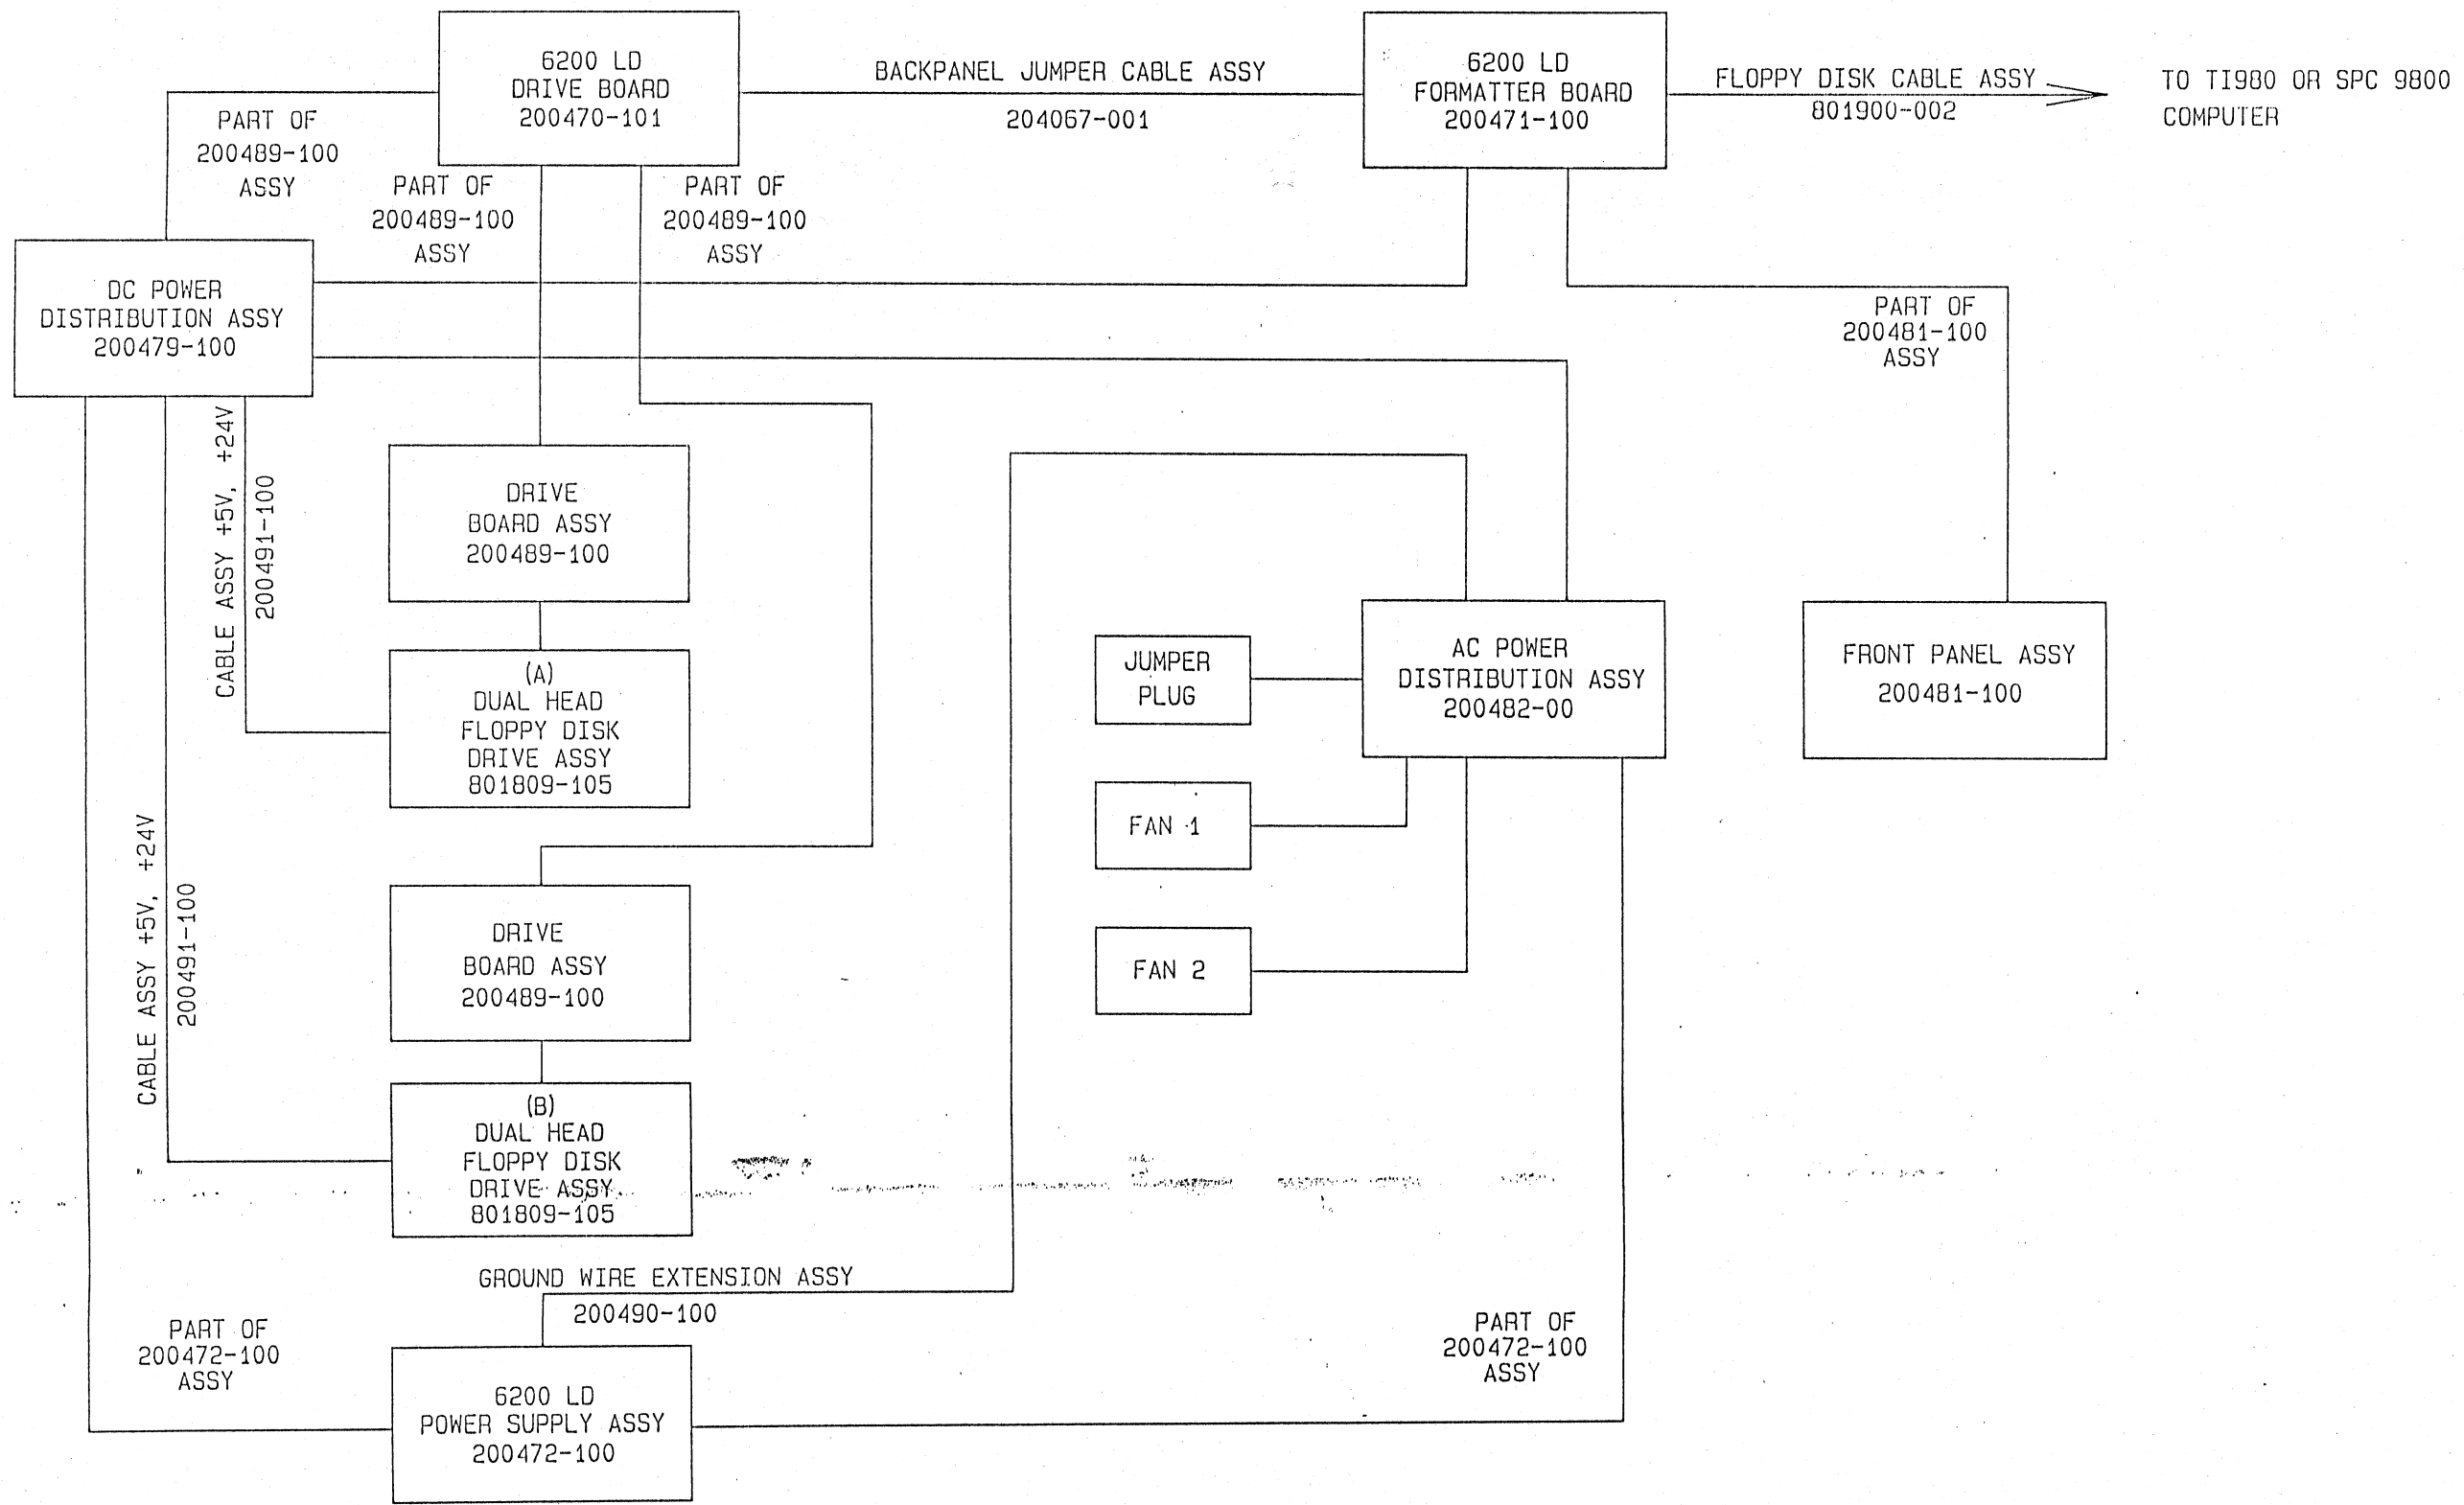 6200 LD
DRIVE BOARD
200470-101
BACKPANEL JUMPER CABLE ASSY
204067-001
6200 LD
FORMATTER BOARD
200471-100
FLOPPY DISK CABLE ASSY
801900-002
TO TI980 OR SPC 9800
COMPUTER
PART OF
200489-100
ASSY
PART OF
200489-100
ASSY
PART OF
200489-100
ASSY
DC POWER
DISTRIBUTION ASSY
200479-100
PART OF
200481-100
ASSY
CABLE ASSY +5V, +24V
200491-100
DRIVE
BOARD ASSY
200489-100
(A)
DUAL HEAD
FLOPPY DISK
DRIVE ASSY
801809-105
JUMPER
PLUG
AC POWER
DISTRIBUTION ASSY
200482-00
FRONT PANEL ASSY
200481-100
FAN 1
FAN 2
CABLE ASSY +5V, +24V
200491-100
DRIVE
BOARD ASSY
200489-100
(B)
DUAL HEAD
FLOPPY DISK
DRIVE ASSY
801809-105
GROUND WIRE EXTENSION ASSY
200490-100
PART OF
200472-100
ASSY
6200 LD
POWER SUPPLY ASSY
200472-100
PART OF
200472-100
ASSY